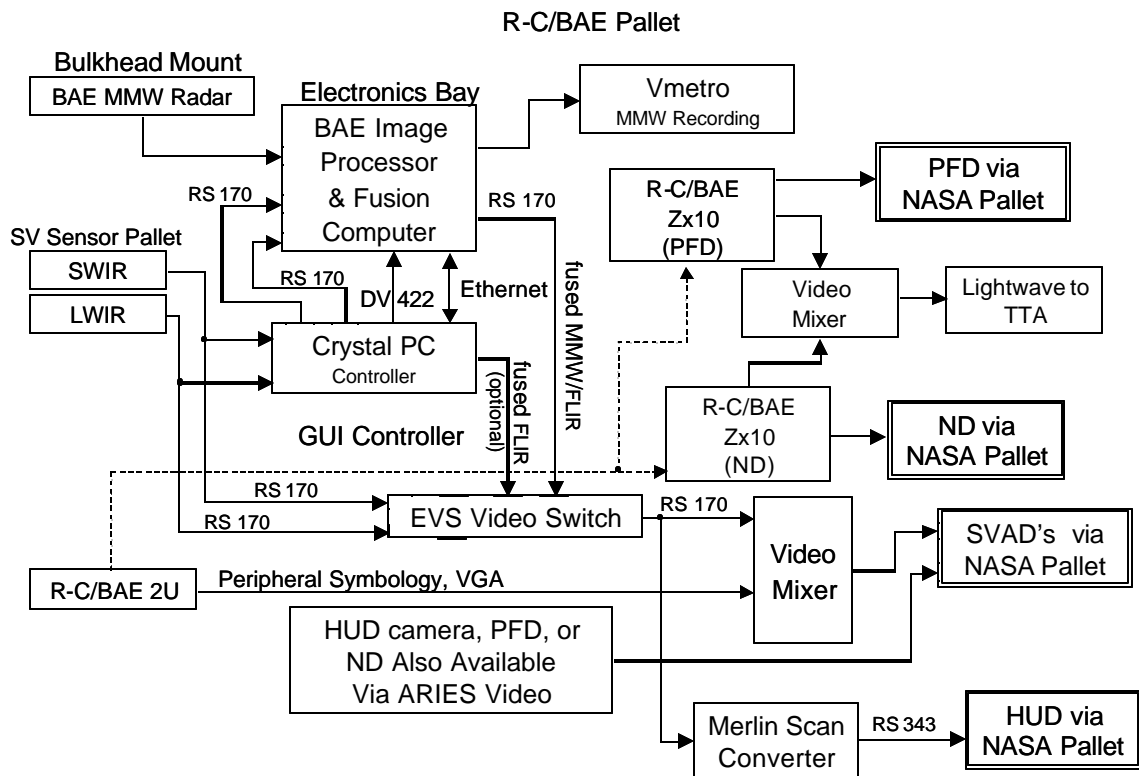 R-C/BAE Pallet
Bulkhead Mount
BAE MMW Radar
Electronics Bay
BAE Image
Processor
& Fusion
Computer
Vmetro
MMW Recording
PFD via
NASA Pallet
R-C/BAE
Zx10
(PFD)
RS 170
RS 170
SV Sensor Pallet
SWIR
LWIR
RS 170
DV 422
Ethernet
fused MMW/FLIR
Video
Mixer
Lightwave to
TTA
Crystal PC
Controller
fused FLIR
(optional)
GUI Controller
R-C/BAE
Zx10
(ND)
ND via
NASA Pallet
RS 170
RS 170
EVS Video Switch
RS 170
Video
Mixer
SVAD's via
NASA Pallet
R-C/BAE 2U
Peripheral Symbology, VGA
HUD camera, PFD, or
ND Also Available
Via ARIES Video
Merlin Scan
Converter
RS 343
HUD via
NASA Pallet